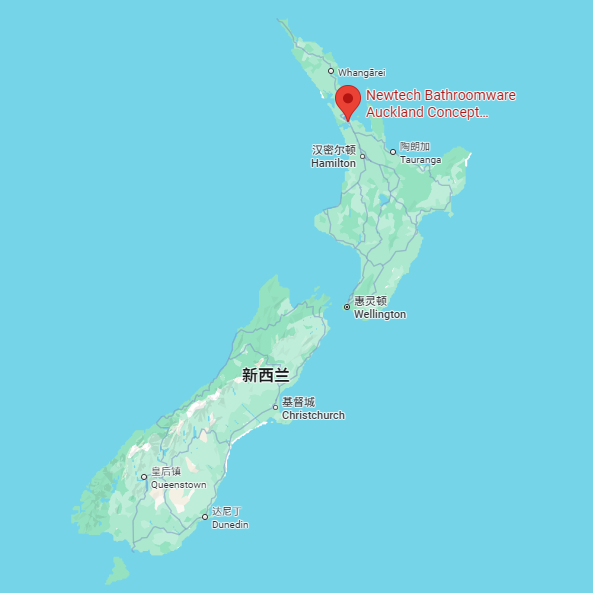 Whangārei
Newtech Bathroomware
Auckland Concept...
汉密尔顿
Hamilton
陶朗加
Tauranga
惠灵顿
Wellington
新西兰
基督城
Christchurch
皇后镇
Queenstown
达尼丁
Dunedin